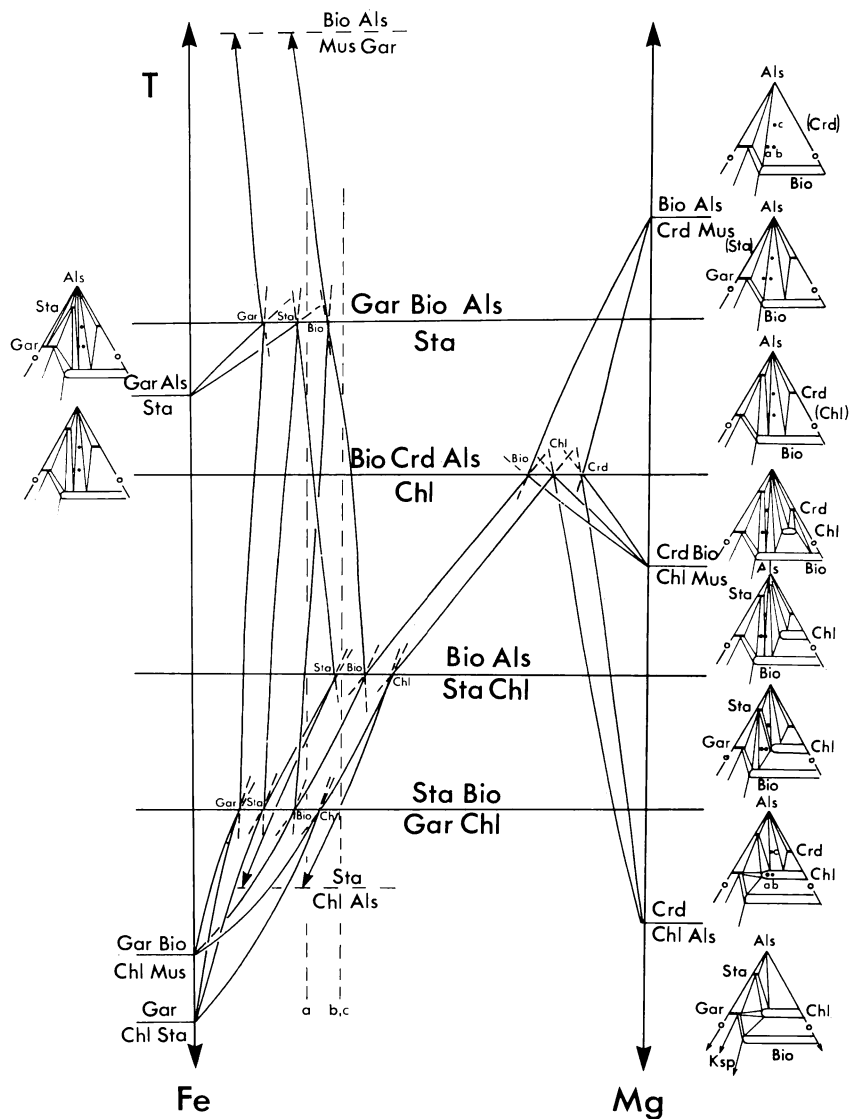 Bio Als
Mus Gar
T
Als
(Crd)
c
a b
Bio
Bio Als
Crd Mus
Als
(Sta)
Gar
Bio
Als
Sta
Gar
Gar Sta Bio
Gar Bio Als
Sta
Gar Als
Sta
Als
Crd
(Chl)
Bio
Bio Chl Crd
Bio Crd Als
Chl
Crd
Chl
Bio
Crd Bio
Chl Mus
Als
Sta
Chl
Bio
Sta Bio Chl
Bio Als
Sta Chl
Sta
Gar
Chl
Bio
Gar Sta Bio Chl
Sta Bio
Gar Chl
Als
c
Crd
Chl
a b
Bio
Sta
Chl Als
Crd
Chl Als
Gar Bio
Chl Mus
Als
Sta
Gar
Chl
Ksp
Bio
Gar
Chl Sta
a b,c
Fe Mg